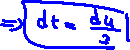 ⇒ dt = du/2